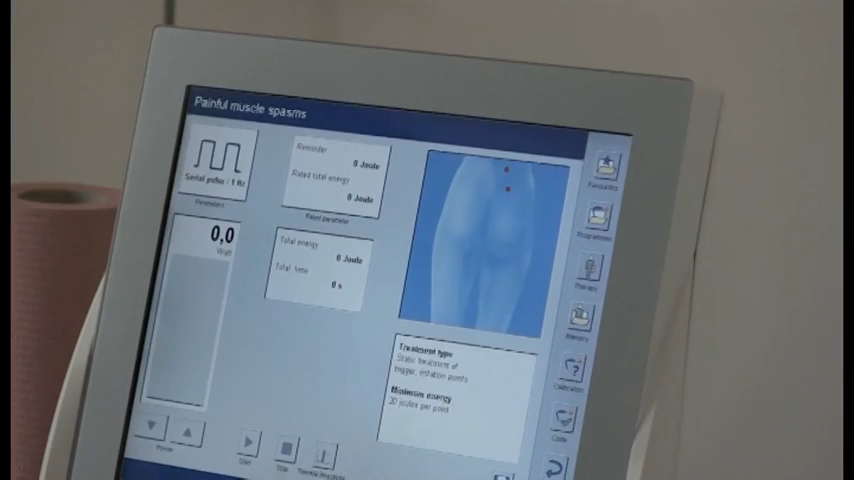 Painful muscle spasms
Serial pulse / 1 Hz
Parameters
0,0
Watt
Power
Reminder
0 Joule
Rated total energy
0 Joule
Rated parameter
Total energy
0 Joule
Total time
0 s
Start
Stop
Treatment type
Static treatment of
trigger, irritation points
Minimum energy
20 joules per point
Favourites
Programmes
Therapy
Memory
Calibration
Code